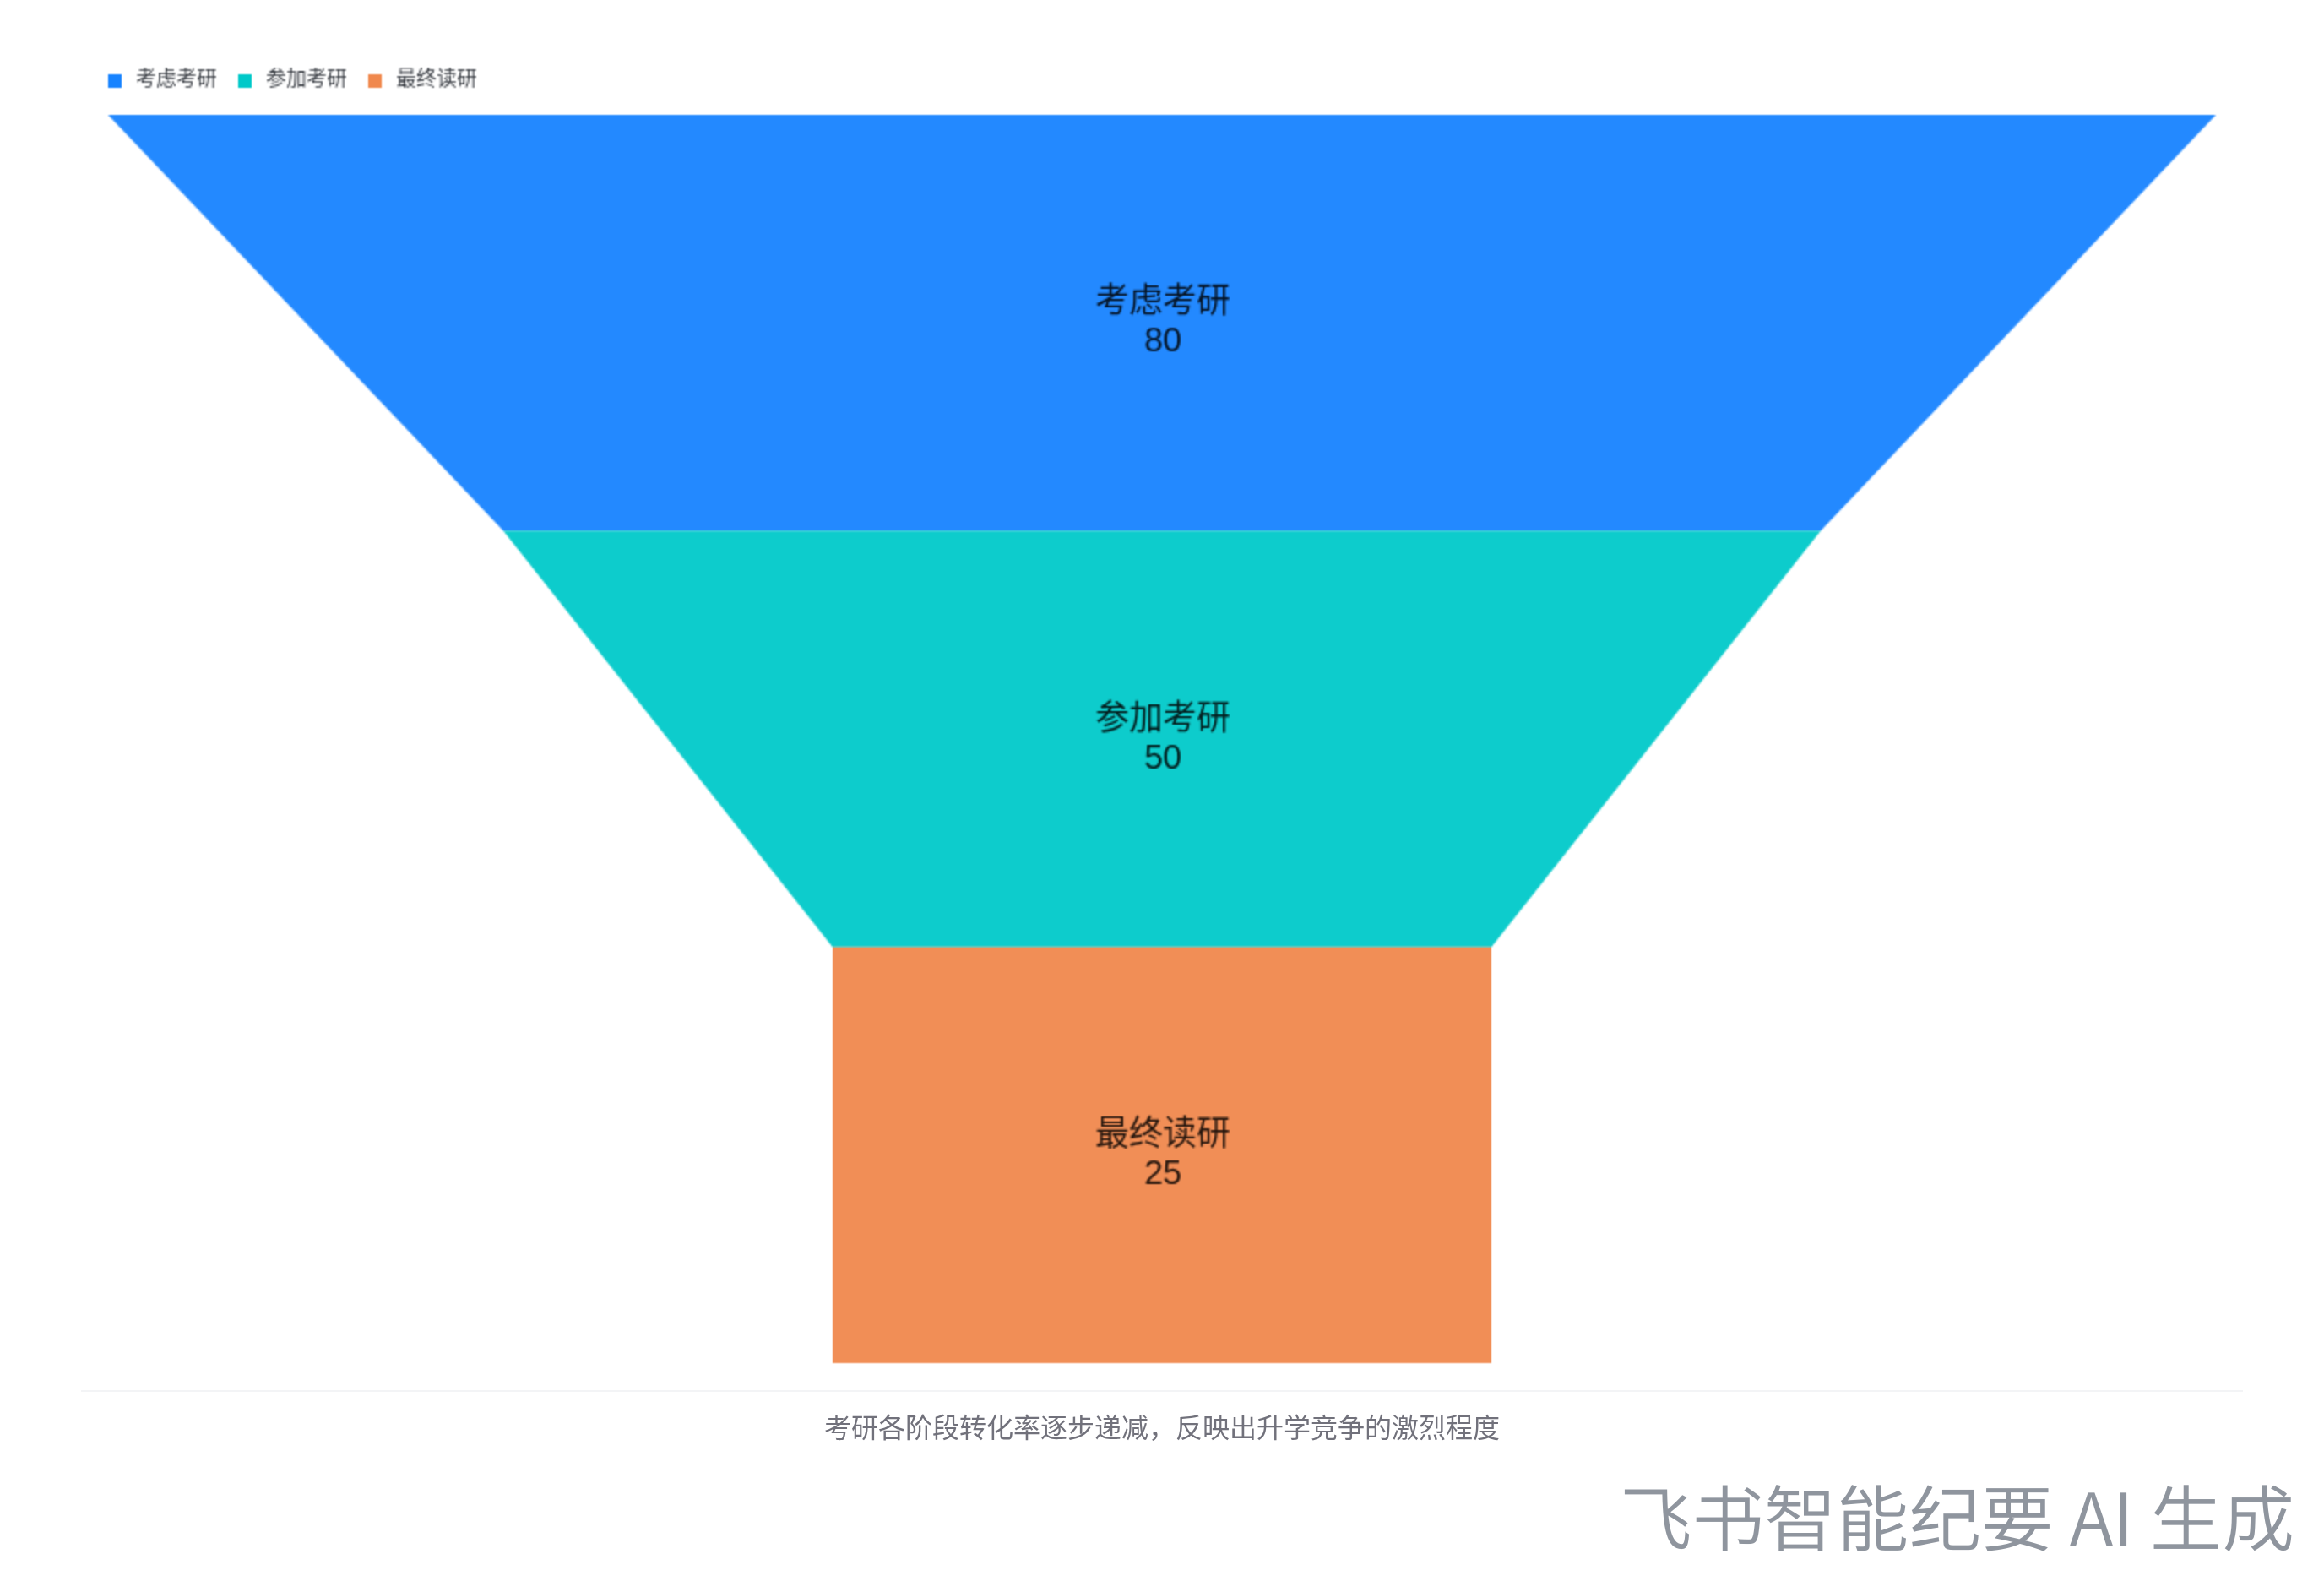 考虑考研 参加考研 最终读研
考虑考研
80
参加考研
50
最终读研
25
考研各阶段转化率逐步递减，反映出升学竞争的激烈程度
飞书智能纪要 AI 生成